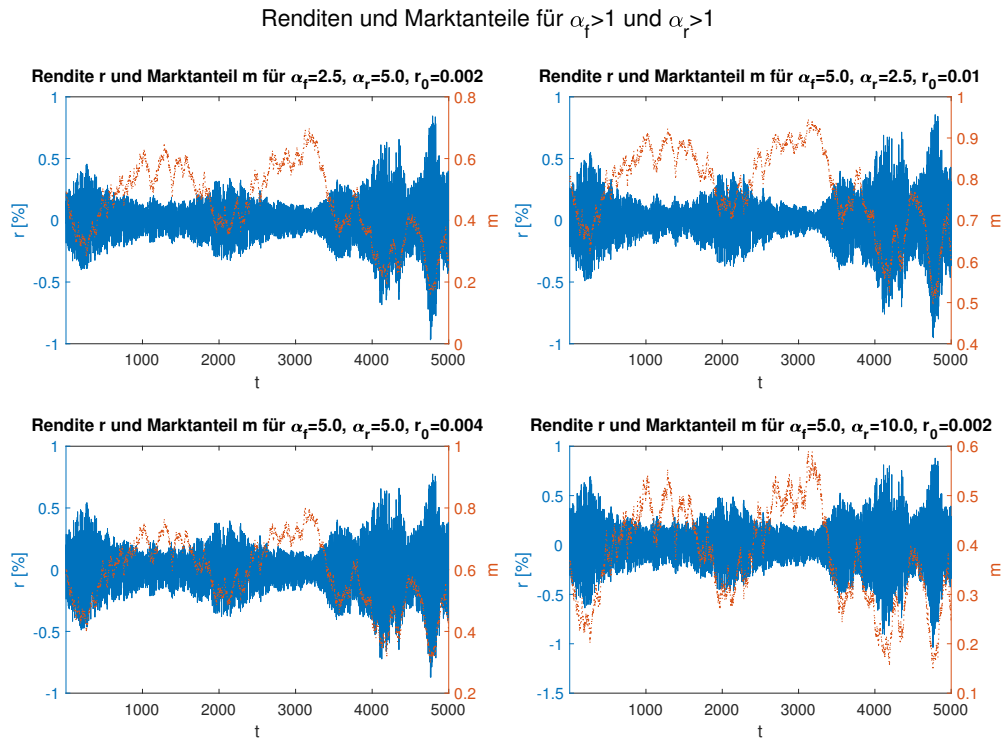 Renditen und Marktanteile für α_f>1 und α_r>1
Rendite r und Marktanteil m für α_f=2.5, α_r=5.0, r_0=0.002
1
0.5
0
-0.5
-1
r [%]
0.8
0.6
0.4
0.2
0
m
1000 2000 3000 4000 5000
t
Rendite r und Marktanteil m für α_f=5.0, α_r=2.5, r_0=0.01
1
0.5
0
-0.5
-1
r [%]
1
0.9
0.8
0.7
0.6
0.5
0.4
m
1000 2000 3000 4000 5000
t
Rendite r und Marktanteil m für α_f=5.0, α_r=5.0, r_0=0.004
1
0.5
0
-0.5
-1
r [%]
1
0.8
0.6
0.4
0.2
m
1000 2000 3000 4000 5000
t
Rendite r und Marktanteil m für α_f=5.0, α_r=10.0, r_0=0.002
1
0.5
0
-0.5
-1
-1.5
r [%]
0.6
0.5
0.4
0.3
0.2
0.1
m
1000 2000 3000 4000 5000
t